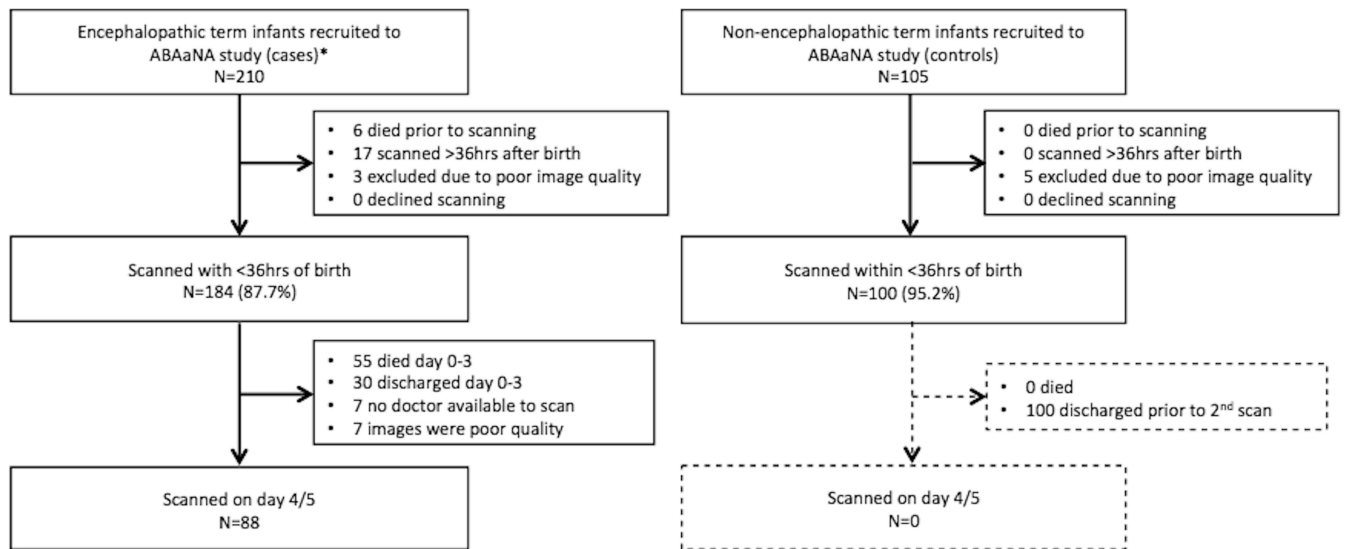 Encephalopathic term infants recruited to
ABAaNA study (cases)*
N=210
• 6 died prior to scanning
• 17 scanned >36hrs after birth
• 3 excluded due to poor image quality
• 0 declined scanning
Scanned with <36hrs of birth
N=184 (87.7%)
• 55 died day 0-3
• 30 discharged day 0-3
• 7 no doctor available to scan
• 7 images were poor quality
Scanned on day 4/5
N=88
Non-encephalopathic term infants recruited to
ABAaNA study (controls)
N=105
• 0 died prior to scanning
• 0 scanned >36hrs after birth
• 5 excluded due to poor image quality
• 0 declined scanning
Scanned within <36hrs of birth
N=100 (95.2%)
• 0 died
• 100 discharged prior to 2nd scan
Scanned on day 4/5
N=0